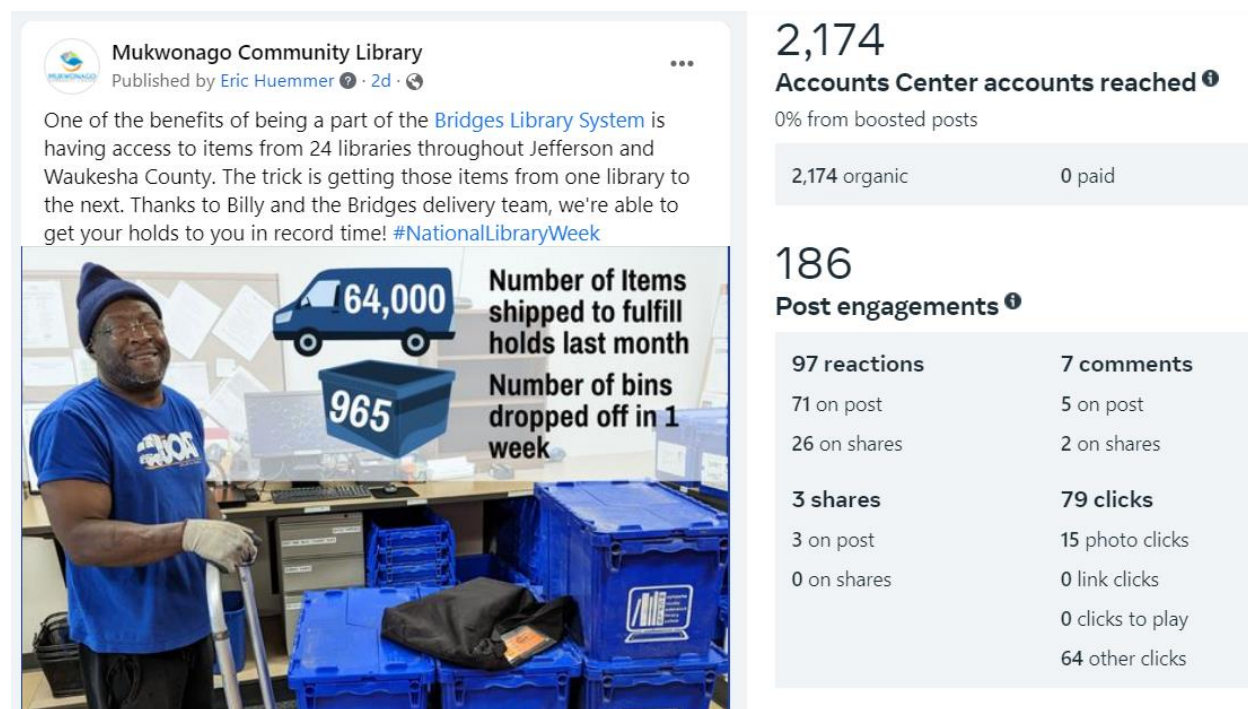 Mukwonago Community Library
Published by Eric Huemmer · 2d ·
One of the benefits of being a part of the Bridges Library System is
having access to items from 24 libraries throughout Jefferson and
Waukesha County. The trick is getting those items from one library to
the next. Thanks to Billy and the Bridges delivery team, we're able to
get your holds to you in record time! #NationalLibraryWeek
64,000
Number of Items
shipped to fulfill
holds last month
965
Number of bins
dropped off in 1
week
2,174
Accounts Center accounts reached
0% from boosted posts
2,174 organic
0 paid
186
Post engagements
97 reactions
7 comments
71 on post
5 on post
26 on shares
2 on shares
3 shares
79 clicks
3 on post
15 photo clicks
0 on shares
0 link clicks
0 clicks to play
64 other clicks